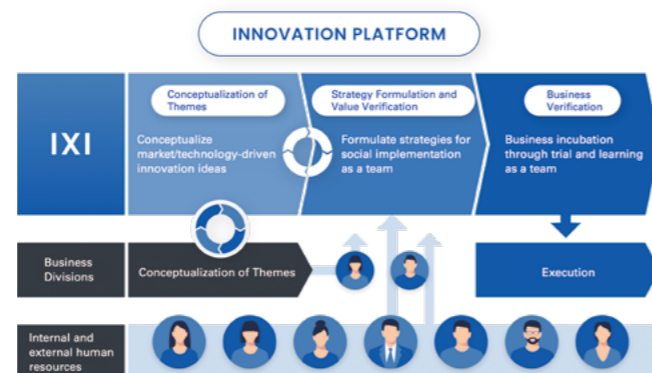 INNOVATION PLATFORM
IXI
Conceptualization of
Themes
Conceptualize
market/technology-driven
innovation ideas
Strategy Formulation and
Value Verification
Formulate strategies for
social implementation
as a team
Business
Verification
Business incubation
through trial and learning
as a team
Business
Divisions
Conceptualization of Themes
Execution
Internal and
external human
resources